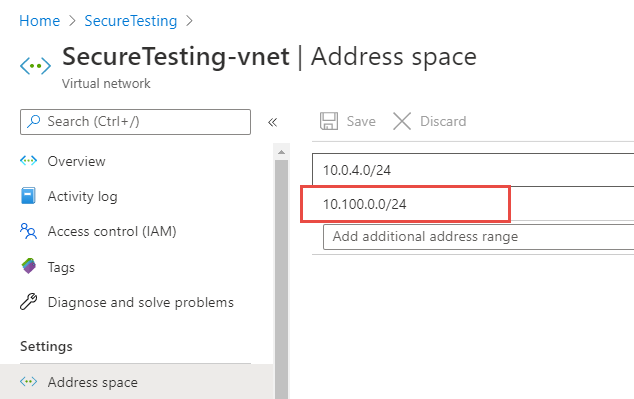 Home > SecureTesting >
SecureTesting-vnet | Address space
Virtual network
Search (Ctrl+/)
«
Save
Discard
Overview
Activity log
Access control (IAM)
Tags
Diagnose and solve problems
Settings
Address space
10.0.4.0/24
10.100.0.0/24
Add additional address range